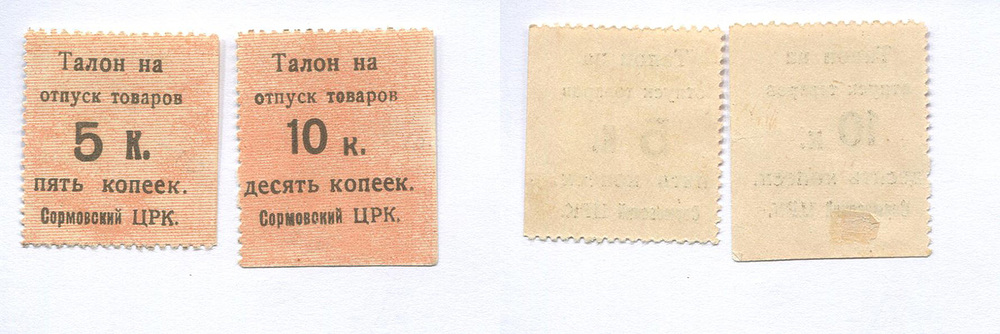 Талон на
отпуск товаров
5 к.
пять копеек.
Сормовский ЦРК.
Талон на
отпуск товаров
10 к.
десять копеек.
Сормовский ЦРК.